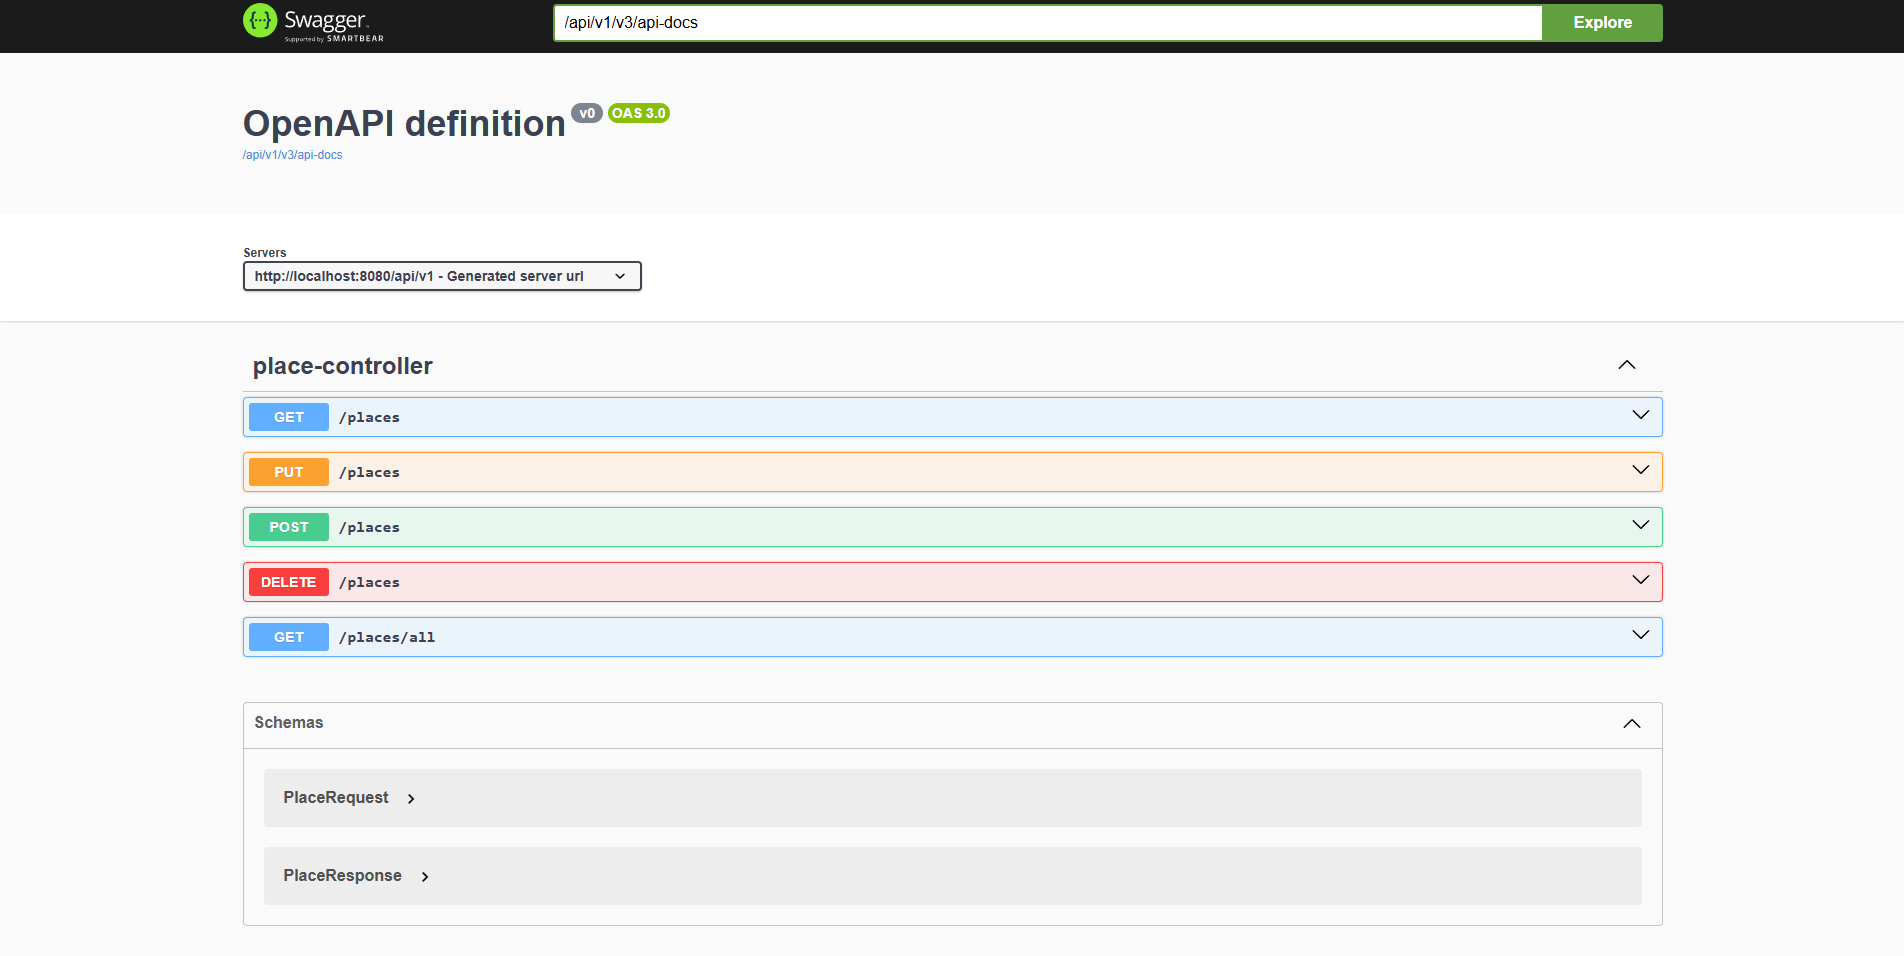 Swagger.
Supported by SMARTBEAR
/api/v1/v3/api-docs
Explore
OpenAPI definition v0 OAS 3.0
/api/v1/v3/api-docs
Servers
http://localhost:8080/api/v1 - Generated server url
place-controller
GET /places
PUT /places
POST /places
DELETE /places
GET /places/all
Schemas
PlaceRequest
PlaceResponse